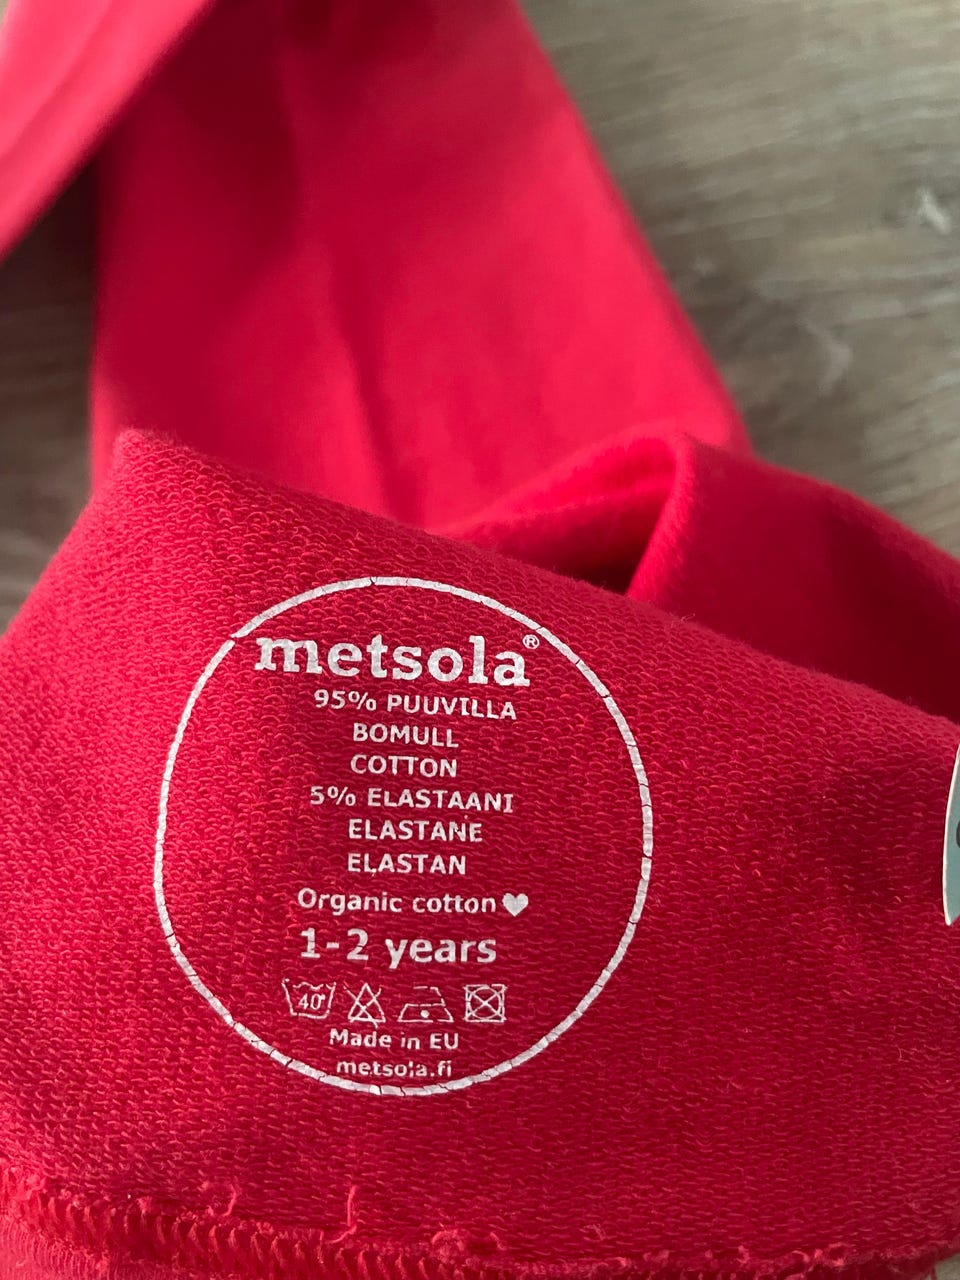 metsola®
95% PUUVILLA
BOMULL
COTTON
5% ELASTAANI
ELASTANE
ELASTAN
Organic cotton♥
1-2 years
40°
Made in EU
metsola.fi